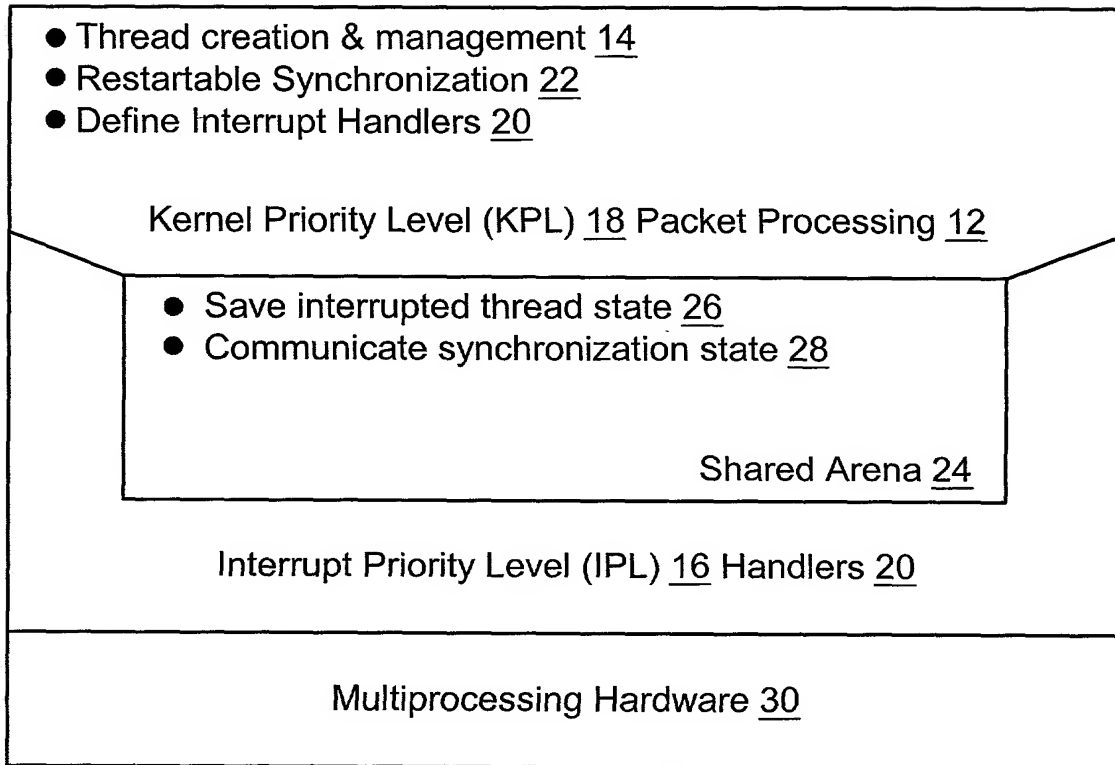 ● Thread creation & management 14
● Restartable Synchronization 22
● Define Interrupt Handlers 20
Kernel Priority Level (KPL) 18 Packet Processing 12
● Save interrupted thread state 26
● Communicate synchronization state 28
Shared Arena 24
Interrupt Priority Level (IPL) 16 Handlers 20
Multiprocessing Hardware 30